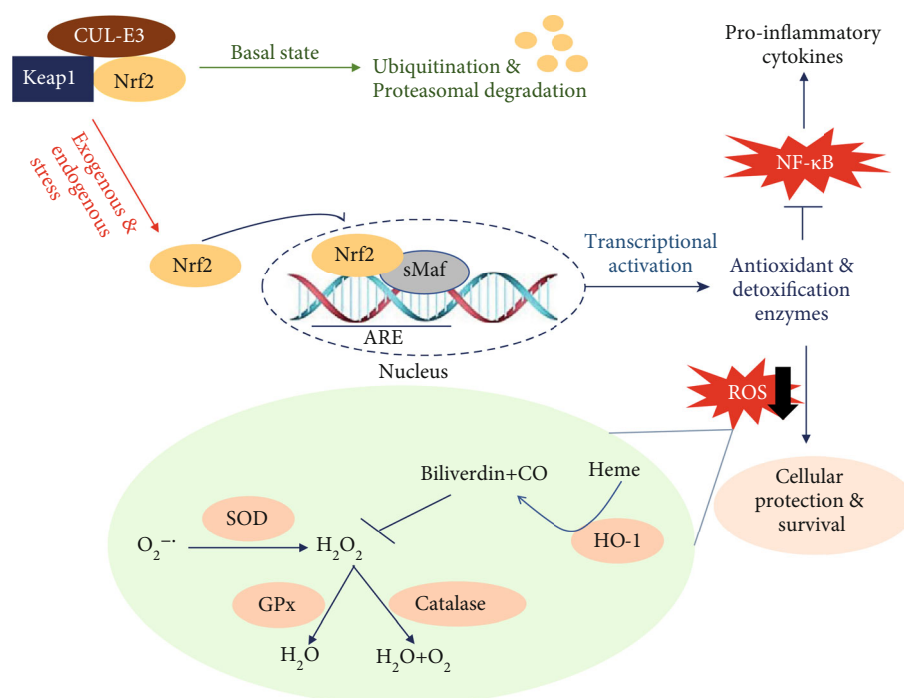 CUL-E3
Keap1
Nrf2
Basal state
Ubiquitination &
Proteasomal degradation
Pro-inflammatory
cytokines
NF-κB
Exogenous &
endogenous
stress
Nrf2
Nrf2
sMaf
ARE
Nucleus
Transcriptional
activation
Antioxidant &
detoxification
enzymes
ROS
Cellular
protection &
survival
Biliverdin+CO
Heme
HO-1
SOD
O₂⁻·
H₂O₂
GPx
Catalase
H₂O
H₂O+O₂